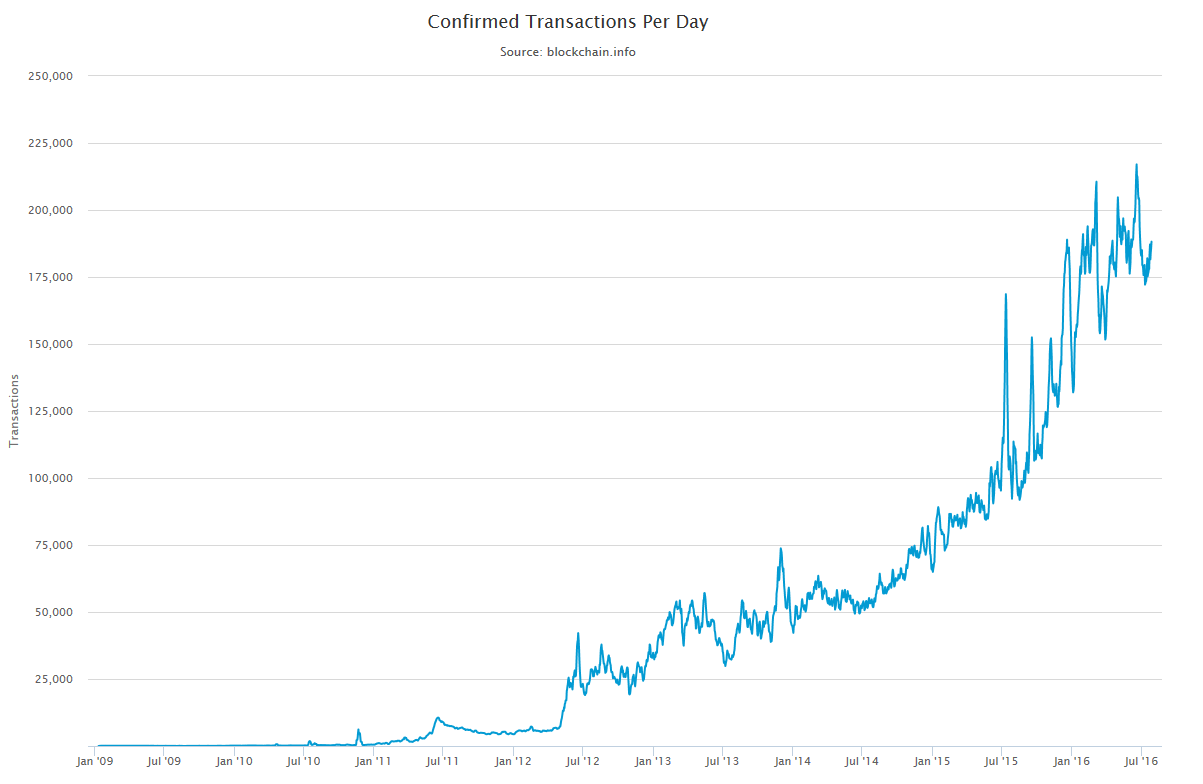 Confirmed Transactions Per Day
Source: blockchain.info
250,000
225,000
200,000
175,000
150,000
125,000
100,000
75,000
50,000
25,000
Transactions
Jan '09
Jul '09
Jan '10
Jul '10
Jan '11
Jul '11
Jan '12
Jul '12
Jan '13
Jul '13
Jan '14
Jul '14
Jan '15
Jul '15
Jan '16
Jul '16